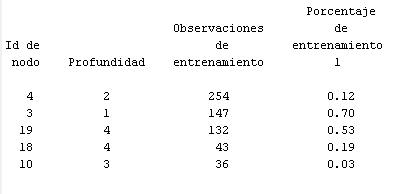 Porcentaje
Observaciones de
Id de de entrenamiento
nodo Profundidad entrenamiento 1
4 2 254 0.12
3 1 147 0.70
19 4 132 0.53
18 4 43 0.19
10 3 36 0.03